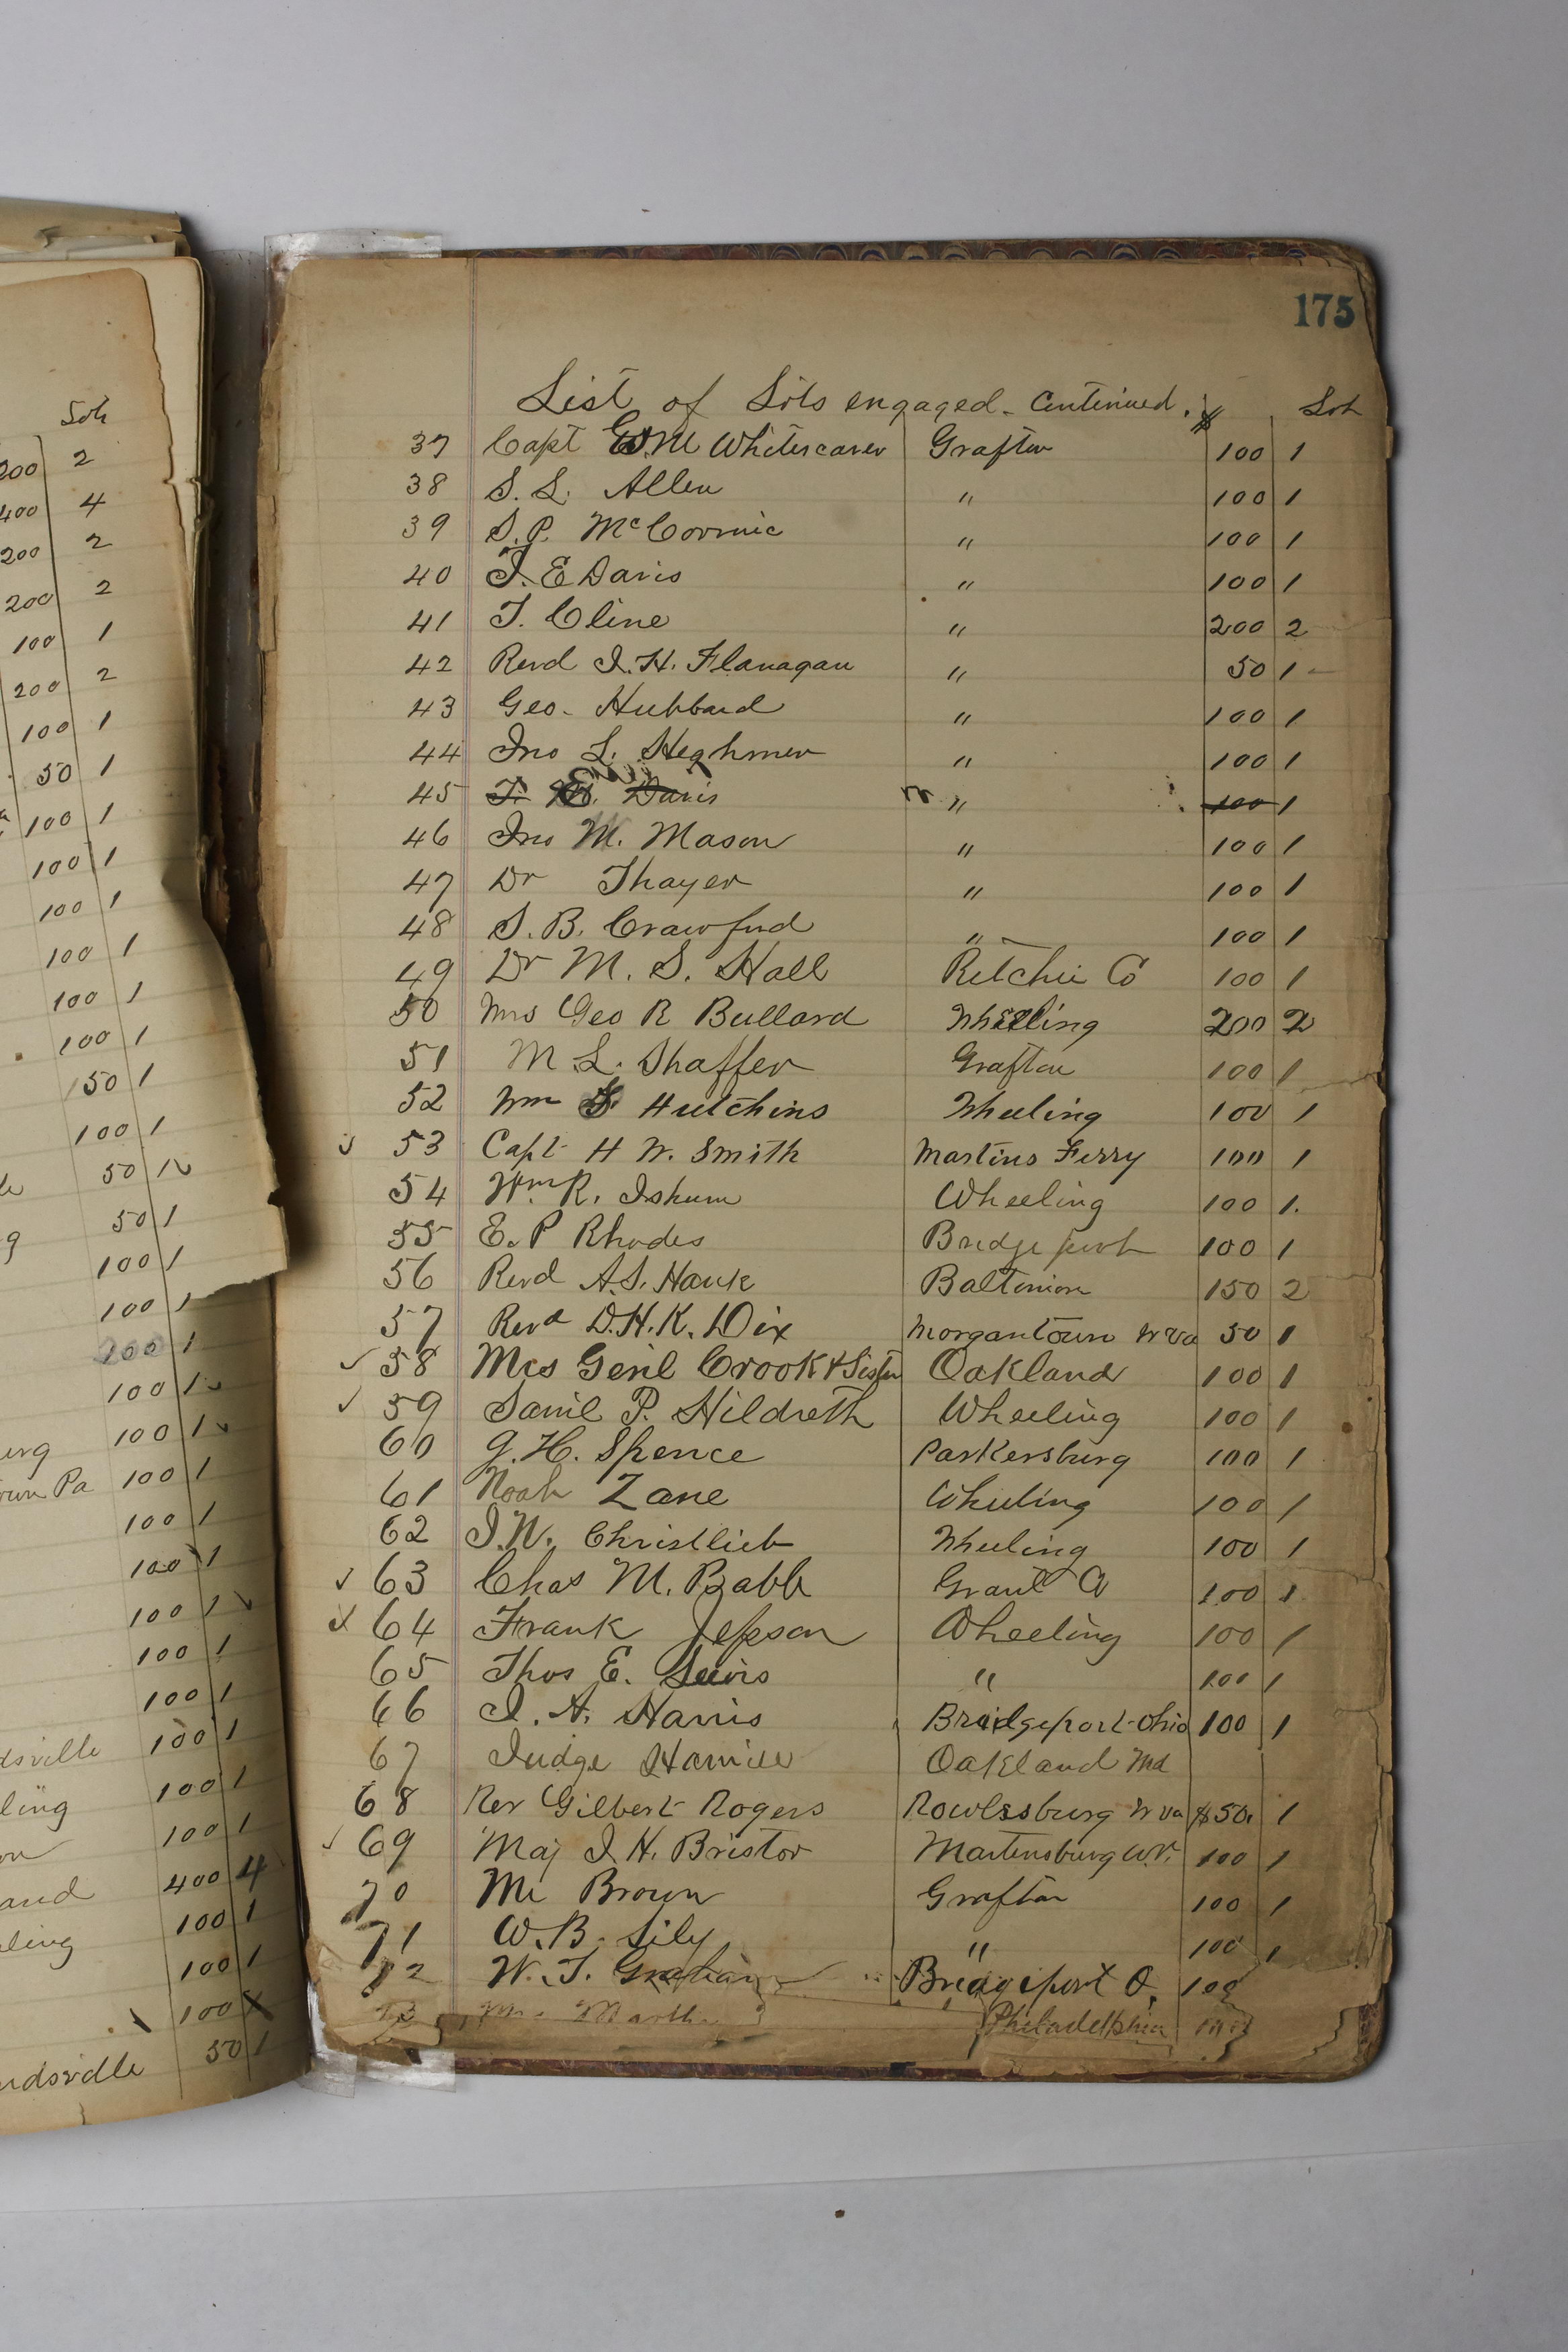 175
List of Lots engaged - Continued. $ Lot
37 Capt E M Whitescarver Grafton 100 1
38 S. L. Allen " 100 1
39 S. P. McCormic " 100 1
40 J. E Davis " 100 1
41 T. Cline " 200 2
42 Revd J. H. Flanagan " 50 1
43 Geo. Hubbard " 100 1
44 Jno L. Heghmer " 100 1
45 T. Davis " 100 1
46 Jno M. Mason " 100 1
47 Dr Thayer " 100 1
48 S. B. Crawford " 100 1
49 Dr M. S. Hall Ritchie Co 100 1
50 Mrs Geo R Bullard Wheeling 200 2
51 M L. Shaffer Grafton 100 1
52 Wm Hutchins Wheeling 100 1
53 Capt H W. Smith Martins Ferry 100 1
54 Wm R. Ishum Wheeling 100 1.
55 E. P Rhodes Bridgeport 100 1
56 Revd A. S. Hank Baltimore 150 2
57 Revd D. H. K. Dix Morgantown W Va 50 1
58 Mrs Genl Crook & Sister Oakland 100 1
59 Saml P. Hildreth Wheeling 100 1
60 G. H. Spence Parkersburg 100 1
61 Noah Zane Wheeling 100 1
62 J. W. Christlieb Wheeling 100 1
63 Chas M. Babb Grant Co 100 1
64 Frank Jepson Wheeling 100 1
65 Thos E. Lewis " 100 1
66 J. A. Harris Bridgeport Ohio 100 1
67 Judge Oakland Md
68 Rev Gilbert Rogers Rowlesburg W Va $50. 1
69 Maj J. H. Bristor Martinsburg W V. 100 1
70 Mr Brown Grafton 100 1
71 W. B. Lily " 100 1
72 W. T. Graham Bridgeport O. 100
73 Martha Philadelphia 100
Lots
200 2
400 4
200 2
200 2
100 1
200 2
100 1
50 1
100 1
100 1
100 1
100 1
100 1
100 1
50 1
100 1
50 1
50 1
100 1
100 1
200 1
100 1
100 1
Pa 100 1
100 1
100 1
100 1
100 1
100 1
dsville 100 1
ling 100 1
100 1
and 400 4
ling 100 1
100 1
100
ndsville 50 1